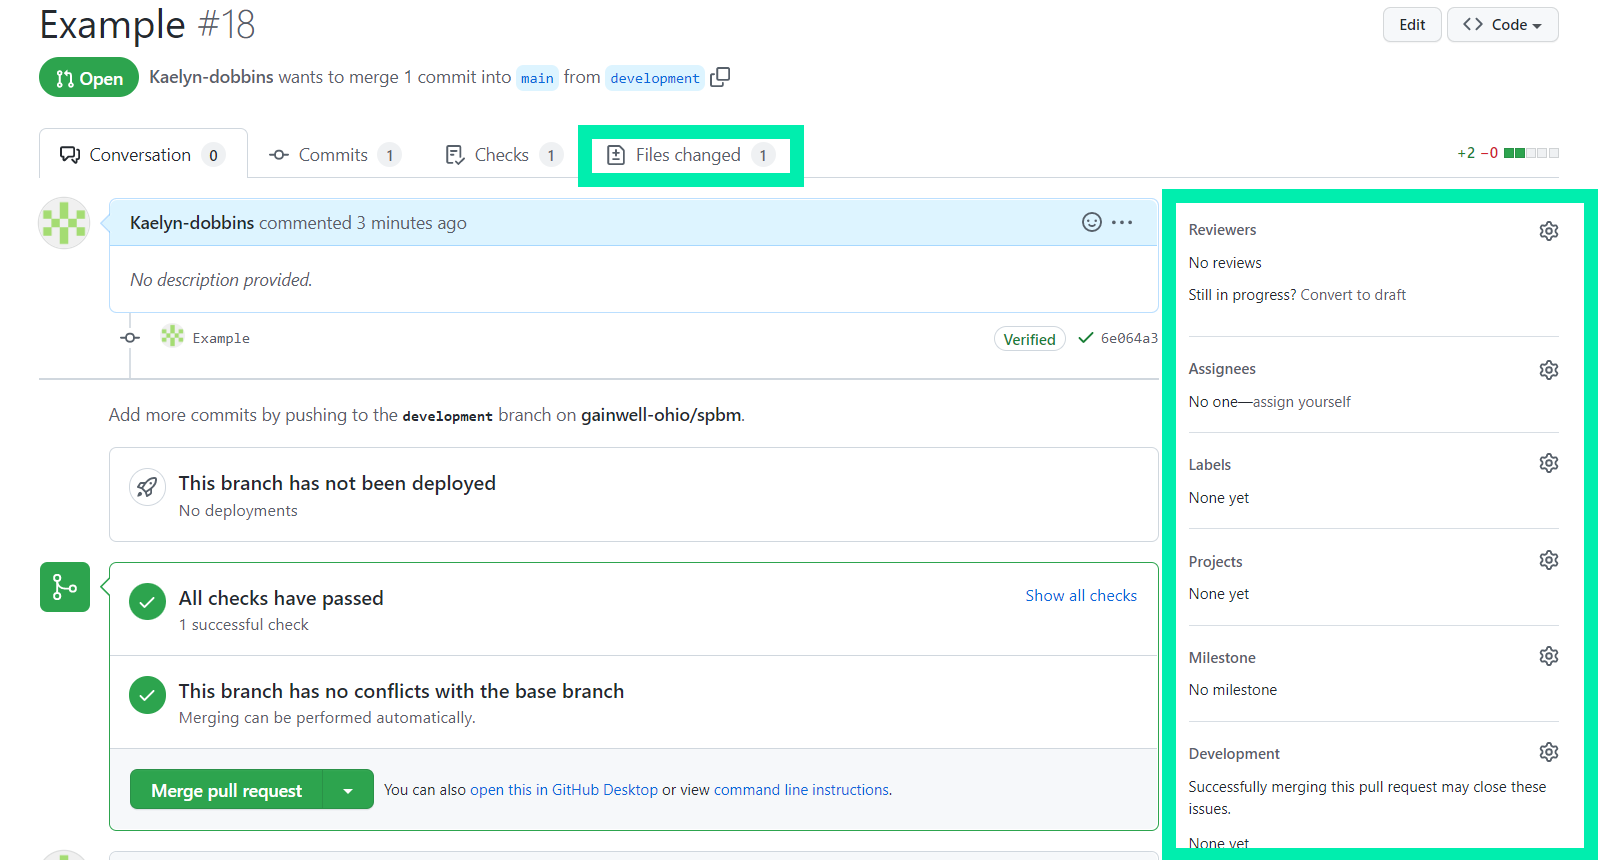 Example #18
Edit
Code
Open
Kaelyn-dobbins wants to merge 1 commit into main from development
Conversation 0
Commits 1
Checks 1
Files changed 1
+2 −0
Kaelyn-dobbins commented 3 minutes ago
No description provided.
Example
Verified
6e064a3
Add more commits by pushing to the development branch on gainwell-ohio/spbm.
This branch has not been deployed
No deployments
All checks have passed
Show all checks
1 successful check
This branch has no conflicts with the base branch
Merging can be performed automatically.
Merge pull request
You can also open this in GitHub Desktop or view command line instructions.
Reviewers
No reviews
Still in progress? Convert to draft
Assignees
No one—assign yourself
Labels
None yet
Projects
None yet
Milestone
No milestone
Development
Successfully merging this pull request may close these
issues.
None yet